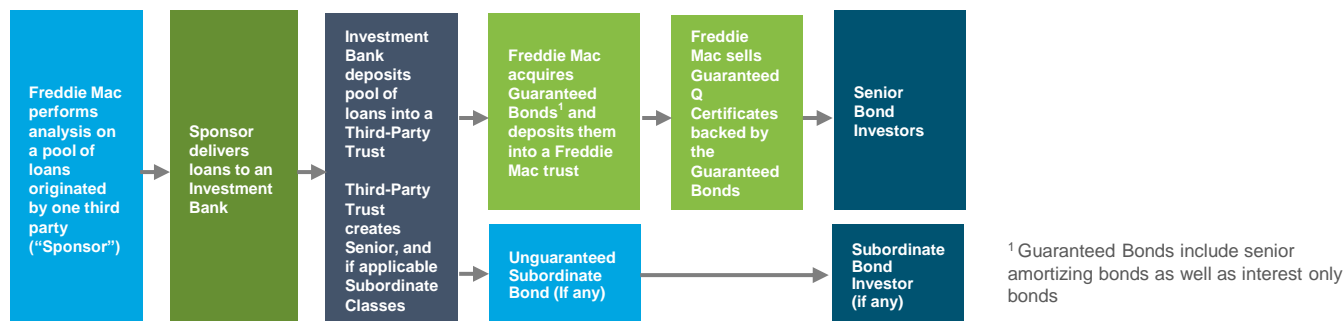 Freddie Mac
performs
analysis on
a pool of
loans
originated
by one third
party
(“Sponsor”)
Sponsor
delivers
loans to an
Investment
Bank
Investment
Bank
deposits
pool of
loans into a
Third-Party
Trust
Third-Party
Trust
creates
Senior, and
if applicable
Subordinate
Classes
Freddie Mac
acquires
Guaranteed
Bonds¹ and
deposits them
into a Freddie
Mac trust
Freddie
Mac sells
Guaranteed
Q
Certificates
backed by
the
Guaranteed
Bonds
Senior
Bond
Investors
Unguaranteed
Subordinate
Bond (If any)
Subordinate
Bond
Investor
(if any)
¹ Guaranteed Bonds include senior
amortizing bonds as well as interest only
bonds